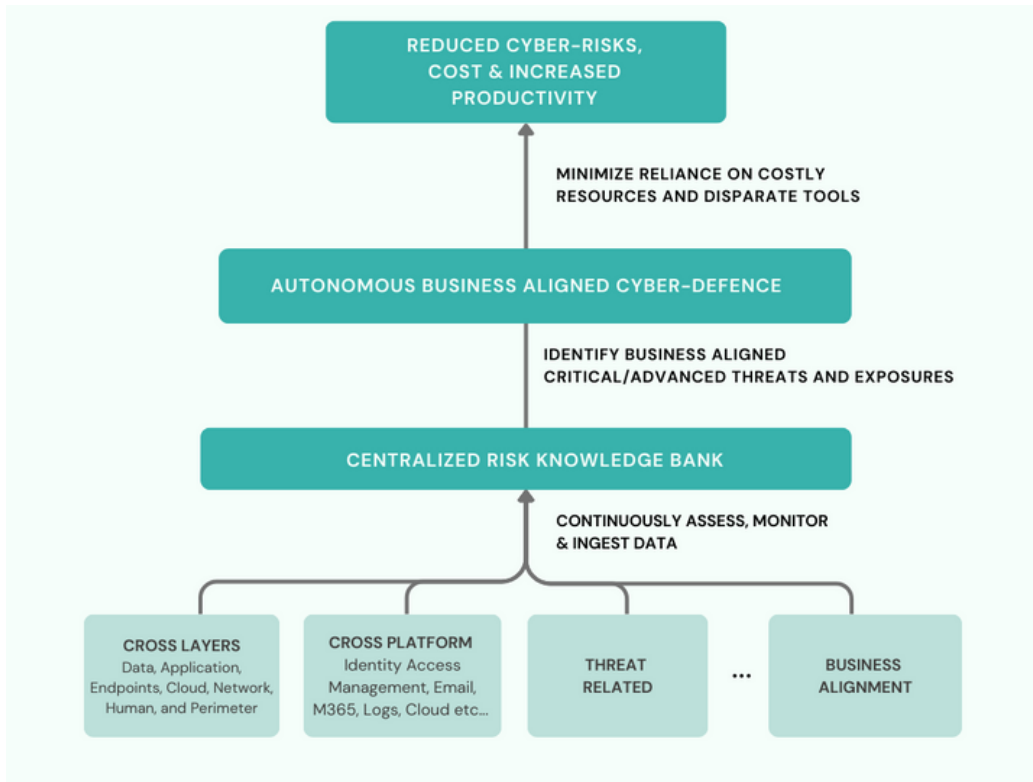 REDUCED CYBER-RISKS,
COST & INCREASED
PRODUCTIVITY
MINIMIZE RELIANCE ON COSTLY
RESOURCES AND DISPARATE TOOLS
AUTONOMOUS BUSINESS ALIGNED CYBER-DEFENCE
IDENTIFY BUSINESS ALIGNED
CRITICAL/ADVANCED THREATS AND EXPOSURES
CENTRALIZED RISK KNOWLEDGE BANK
CONTINUOUSLY ASSESS, MONITOR
& INGEST DATA
CROSS LAYERS
Data, Application,
Endpoints, Cloud, Network,
Human, and Perimeter
CROSS PLATFORM
Identity Access
Management, Email,
M365, Logs, Cloud etc...
THREAT
RELATED
...
BUSINESS
ALIGNMENT